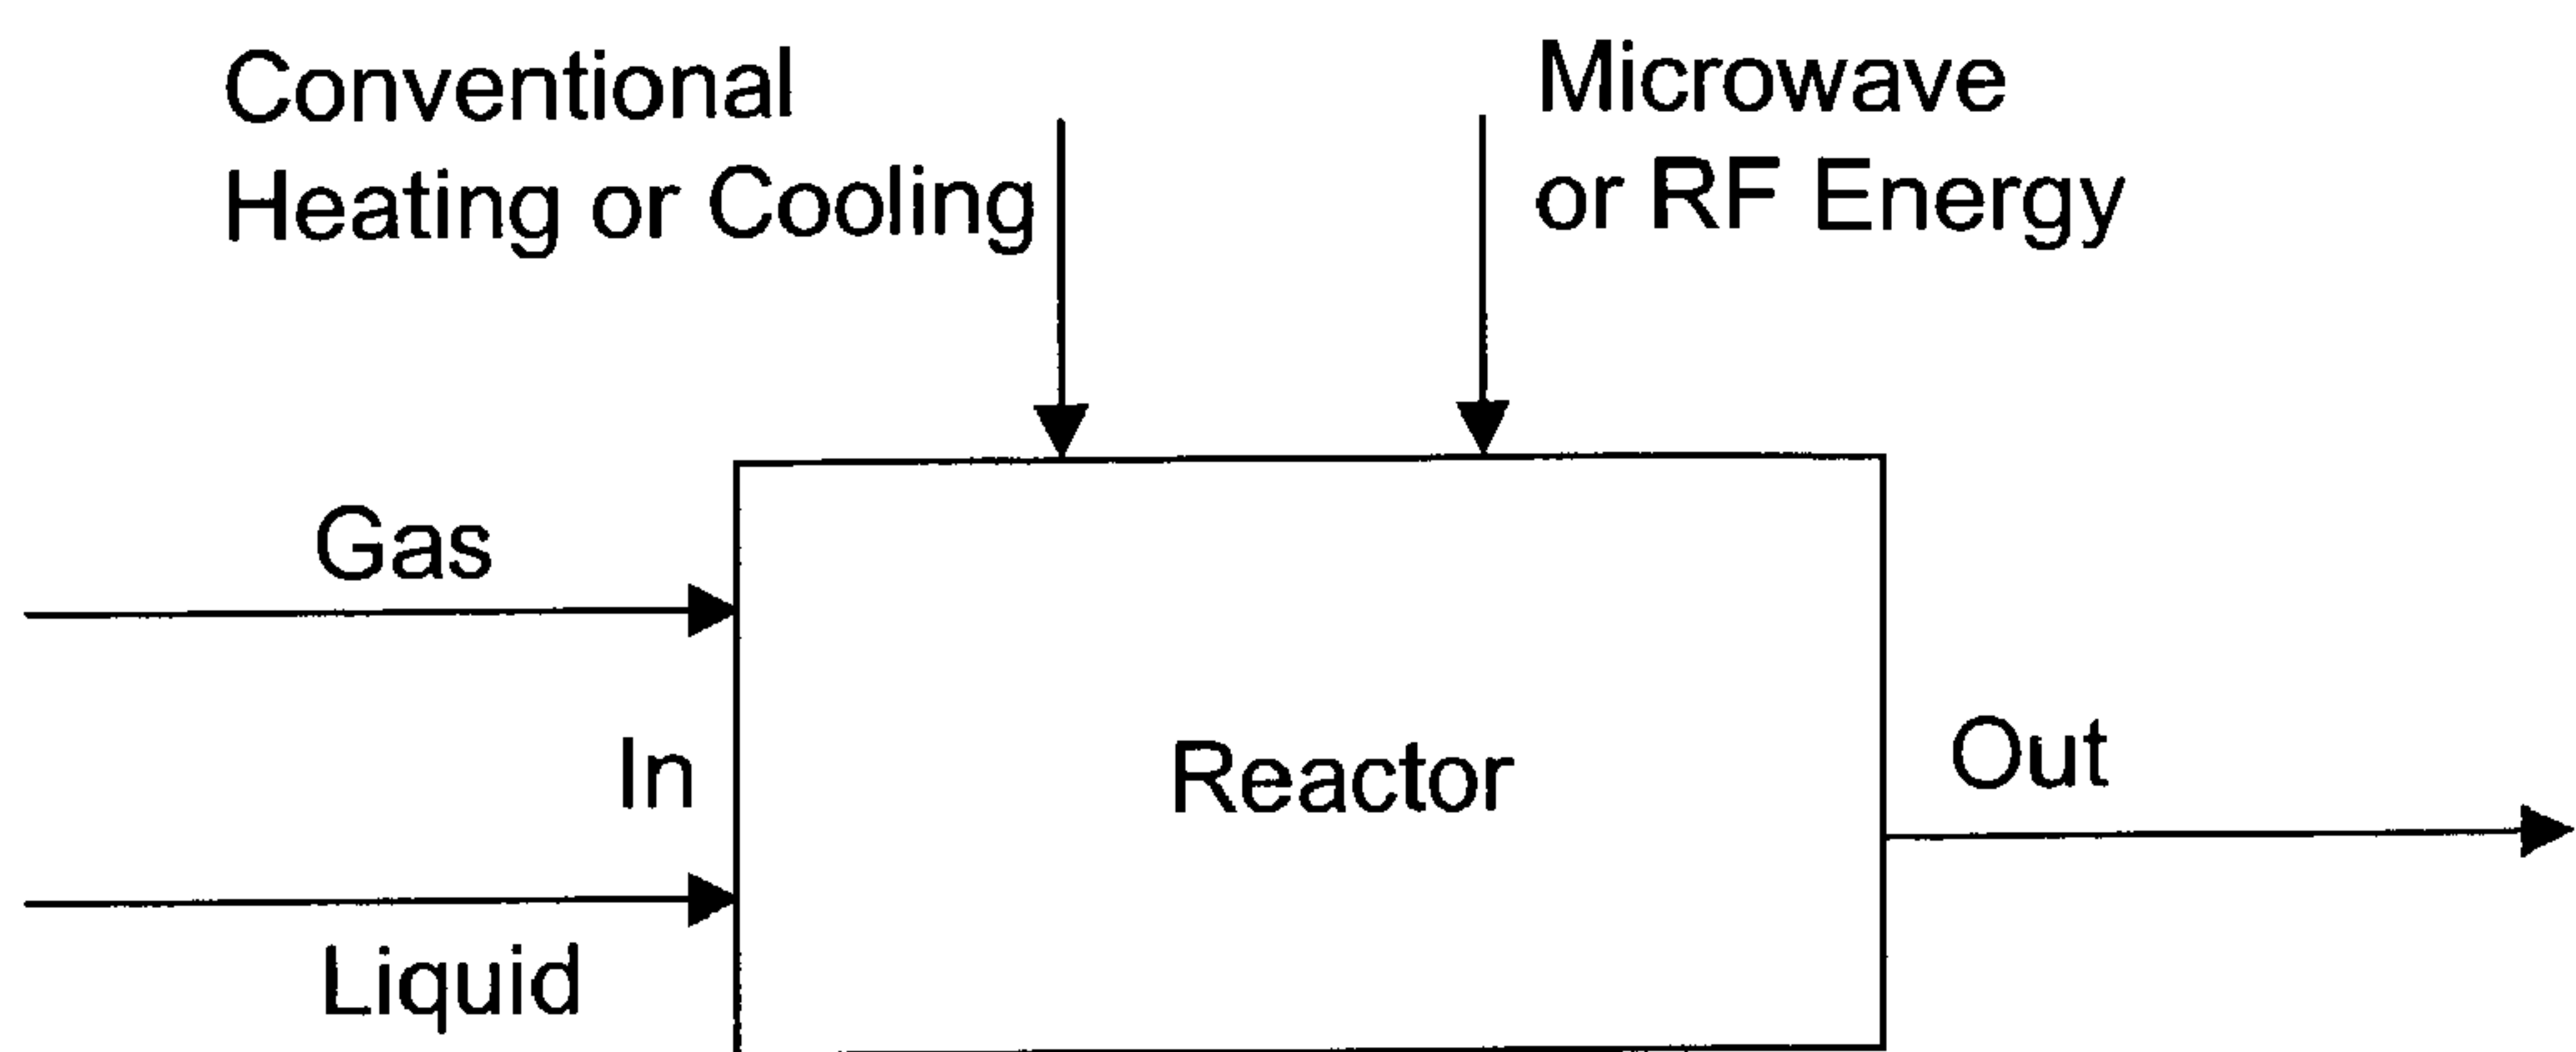 Conventional
Heating or Cooling
Microwave
or RF Energy
Gas
In
Reactor
Out
Liquid